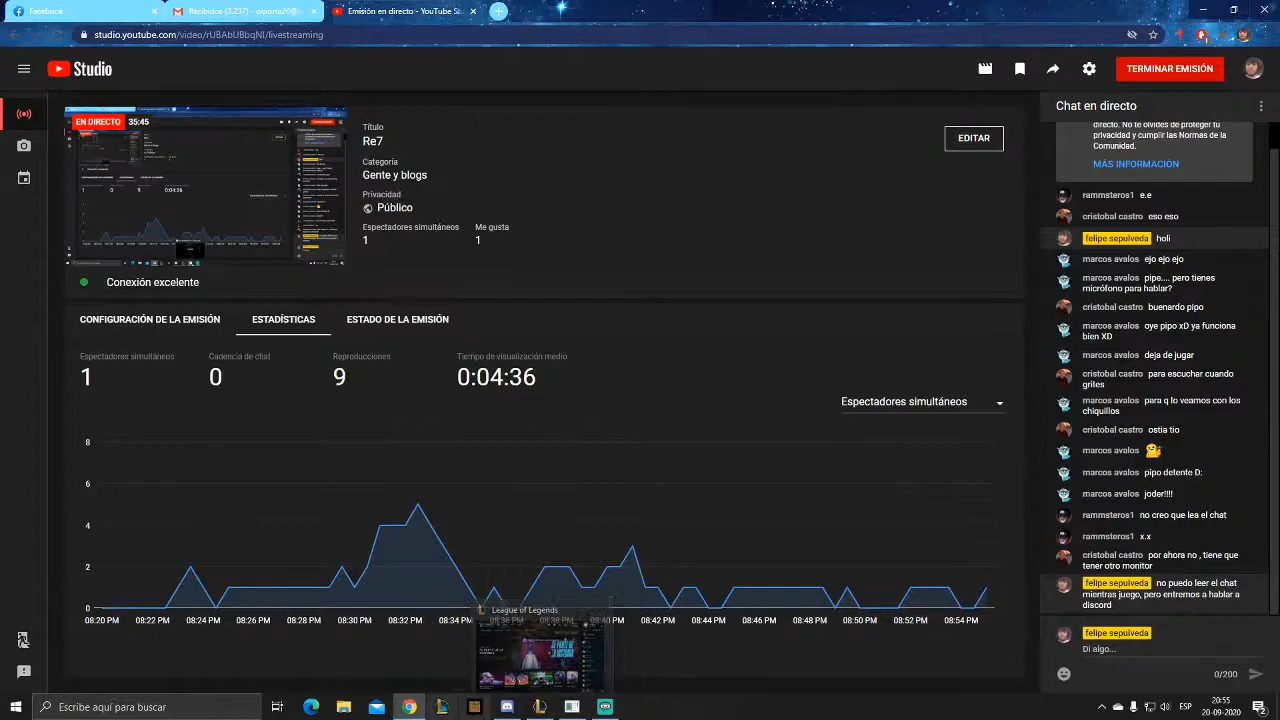 Facebook
Recibidos (3.237) - piportz20@
Emisión en directo - YouTube St
studio.youtube.com/video/rUBAbUBbqNI/livestreaming
Studio
TERMINAR EMISIÓN
EN DIRECTO
35:45
Título
Re7
Categoría
Gente y blogs
Privacidad
Público
Espectadores simultáneos
Me gusta
1
1
EDITAR
Conexión excelente
CONFIGURACIÓN DE LA EMISIÓN
ESTADÍSTICAS
ESTADO DE LA EMISIÓN
Espectadores simultáneos
Cadencia de chat
Reproducciones
Tiempo de visualización medio
1
0
9
0:04:36
Espectadores simultáneos
8
6
4
2
0
08:20 PM
08:22 PM
08:24 PM
08:26 PM
08:28 PM
08:30 PM
08:32 PM
08:34 PM
08:36 PM
08:38 PM
08:40 PM
08:42 PM
08:44 PM
08:46 PM
08:48 PM
08:50 PM
08:52 PM
08:54 PM
League of Legends
Chat en directo
directo. No te olvides de proteger tu
privacidad y cumplir las Normas de la
Comunidad.
MÁS INFORMACIÓN
rammsteros1 e.e
cristobal castro eso eso
felipe sepulveda holi
marcos avalos ejo ejo ejo
marcos avalos pipe.... pero tienes
micrófono para hablar?
cristobal castro buenardo pipo
marcos avalos oye pipo xD ya funciona
bien XD
marcos avalos deja de jugar
cristobal castro para escuchar cuando
grites
marcos avalos para q lo veamos con los
chiquillos
cristobal castro ostia tio
marcos avalos
marcos avalos pipo detente D:
marcos avalos joder!!!!
rammsteros1 no creo que lea el chat
rammsteros1 x.x
cristobal castro por ahora no , tiene que
tener otro monitor
felipe sepulveda no puedo leer el chat
mientras juego, pero entremos a hablar a
discord
felipe sepulveda
Di algo...
0/200
Escribe aquí para buscar
ESP
20:55
20-09-2020